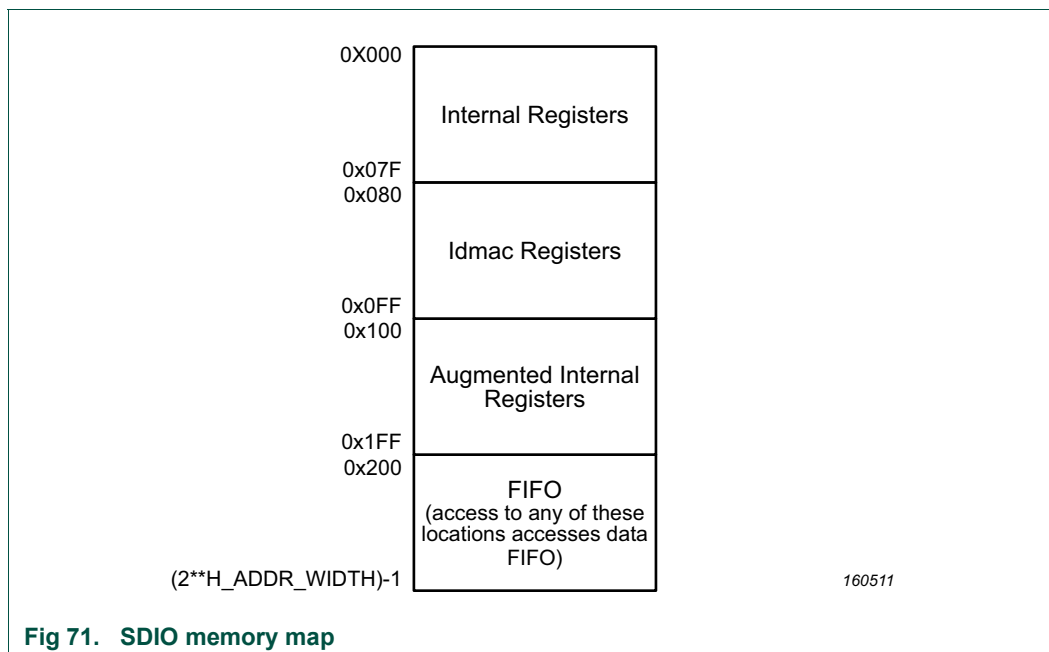 0X000
Internal Registers
0x07F
0x080
Idmac Registers
0x0FF
0x100
Augmented Internal
Registers
0x1FF
0x200
FIFO
(access to any of these
locations accesses data
FIFO)
(2**H_ADDR_WIDTH)-1
160511
Fig 71. SDIO memory map